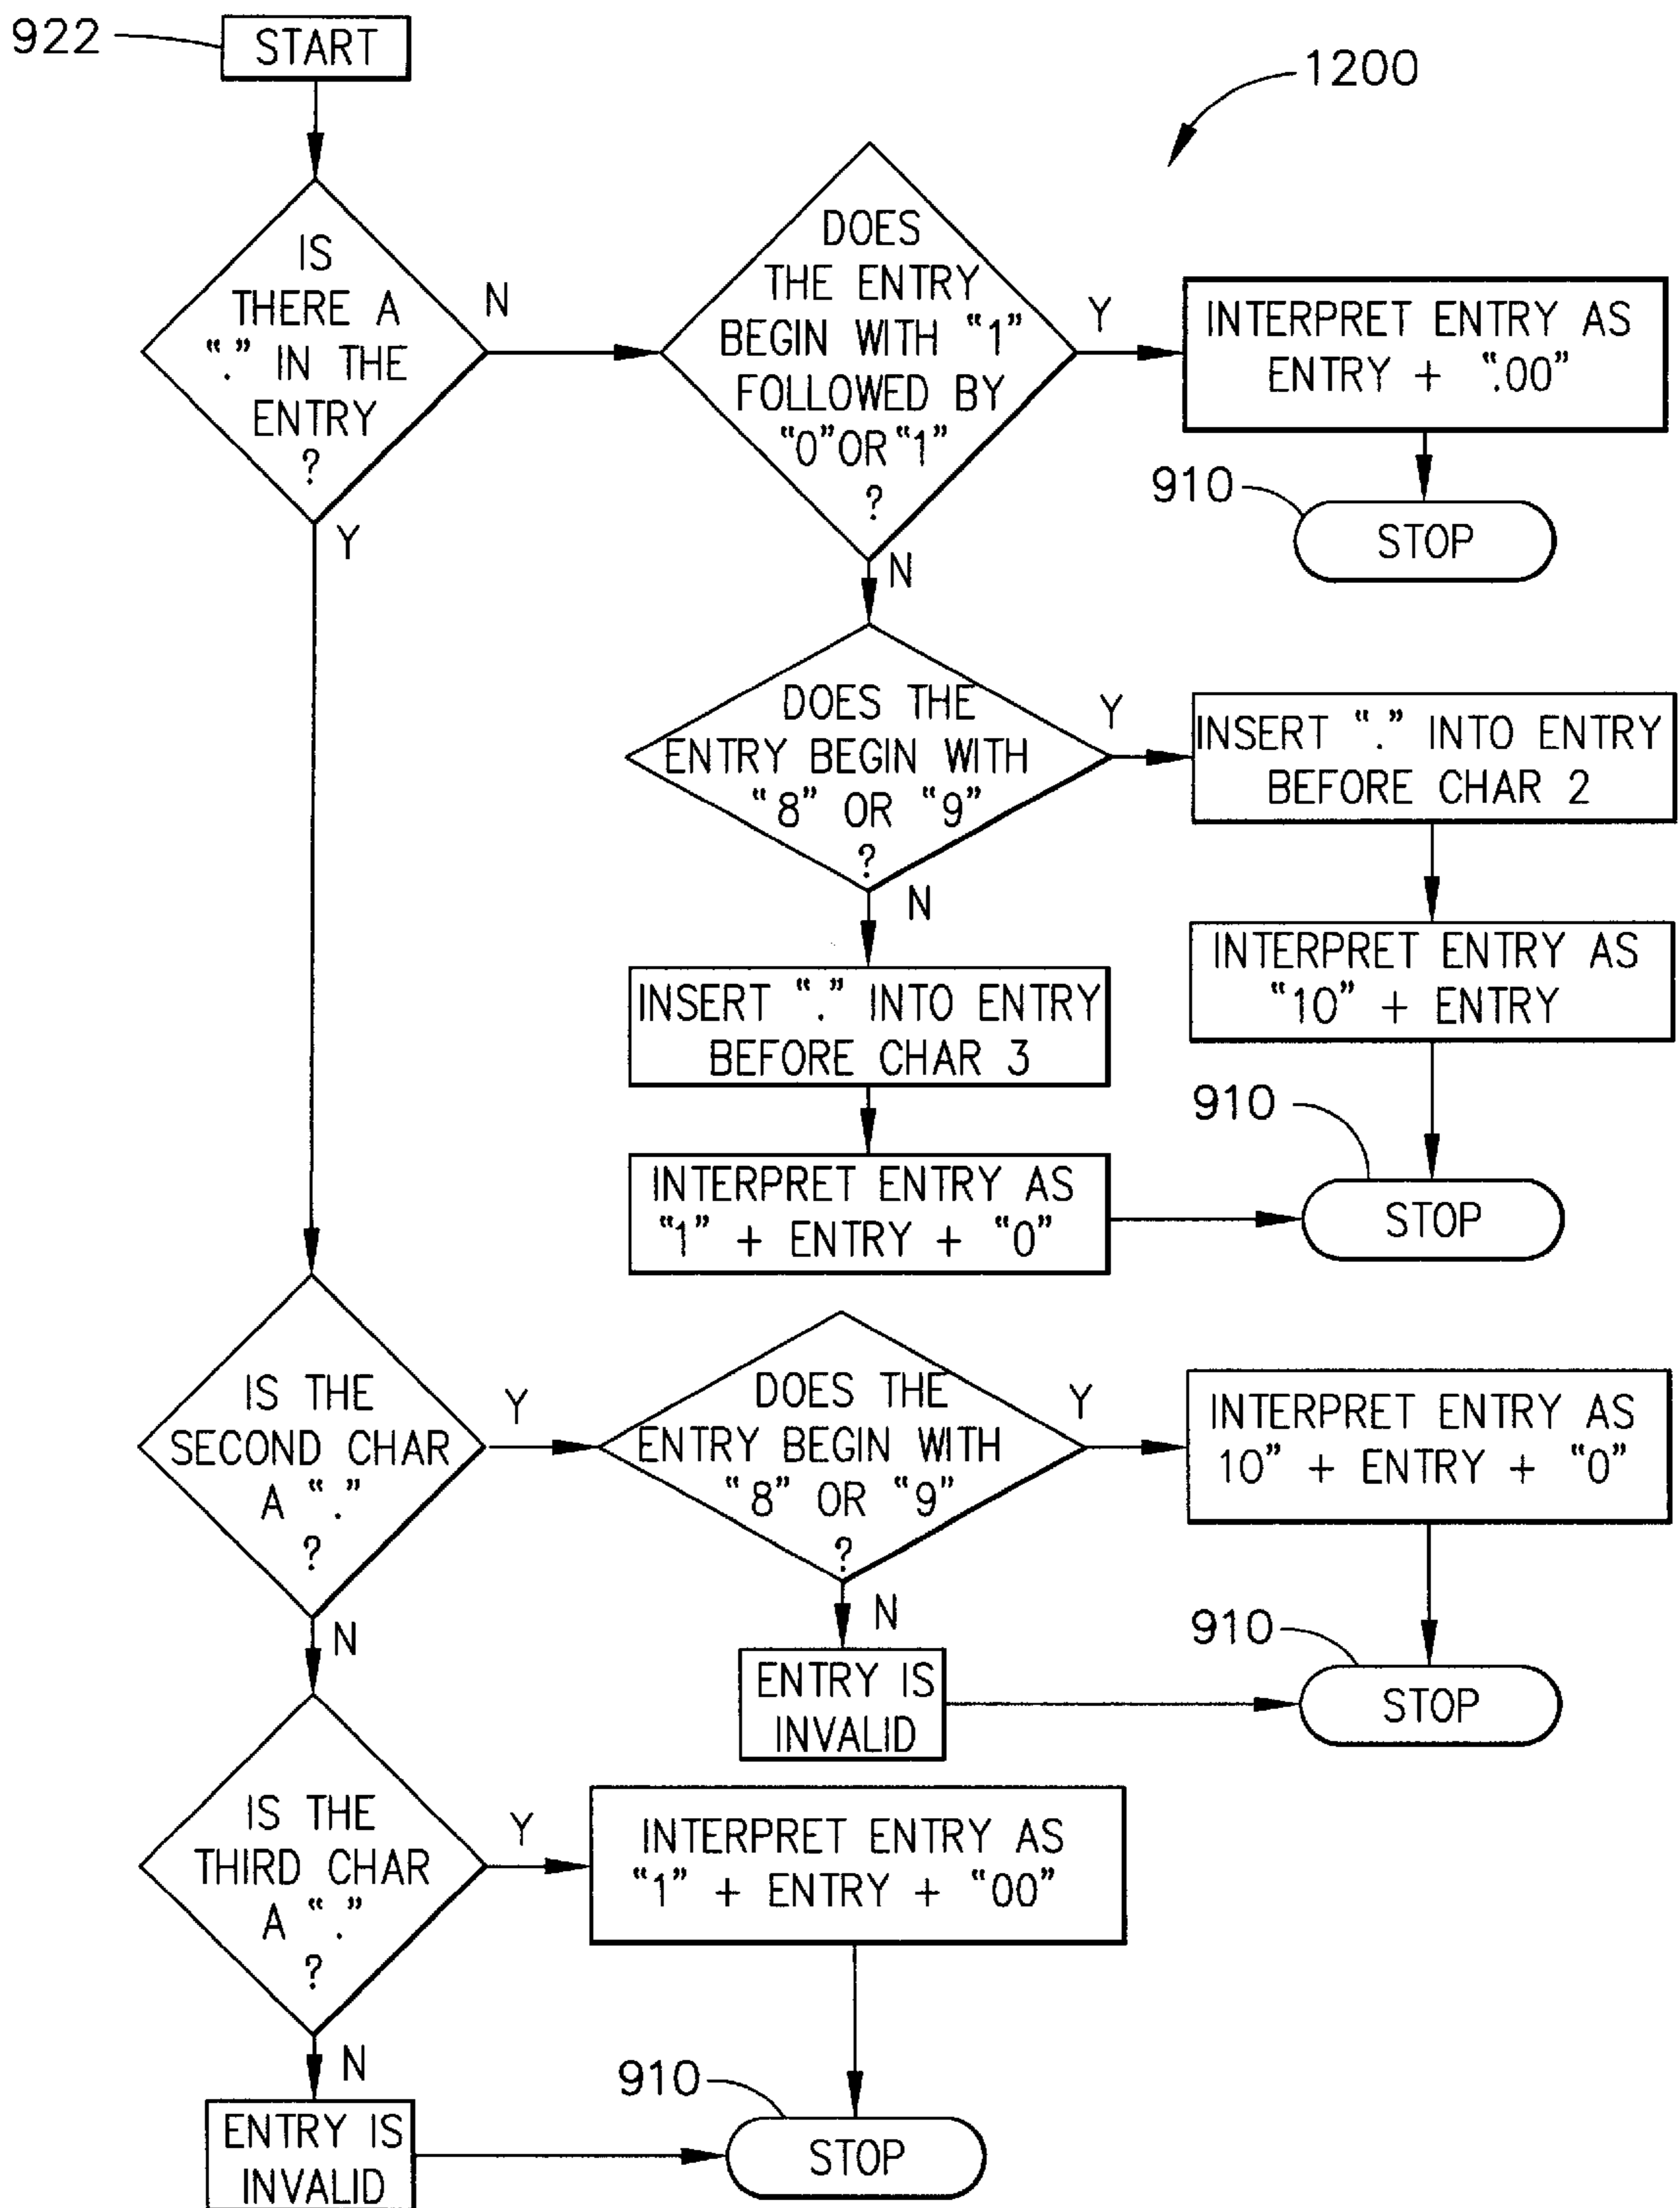 922
START
1200
IS
THERE A
“.” IN THE
ENTRY
?
N
Y
DOES
THE ENTRY
BEGIN WITH “1”
FOLLOWED BY
“0”OR“1”
?
Y
N
INTERPRET ENTRY AS
ENTRY + “.00”
910
STOP
DOES THE
ENTRY BEGIN WITH
“8” OR “9”
?
Y
N
INSERT “.” INTO ENTRY
BEFORE CHAR 2
INTERPRET ENTRY AS
“10” + ENTRY
INSERT “.” INTO ENTRY
BEFORE CHAR 3
INTERPRET ENTRY AS
“1” + ENTRY + “0”
910
STOP
IS THE
SECOND CHAR
A “.”
?
Y
N
DOES THE
ENTRY BEGIN WITH
“8” OR “9”
?
Y
N
INTERPRET ENTRY AS
10” + ENTRY + “0”
ENTRY IS
INVALID
910
STOP
IS THE
THIRD CHAR
A “.”
?
Y
N
INTERPRET ENTRY AS
“1” + ENTRY + “00”
ENTRY IS
INVALID
910
STOP